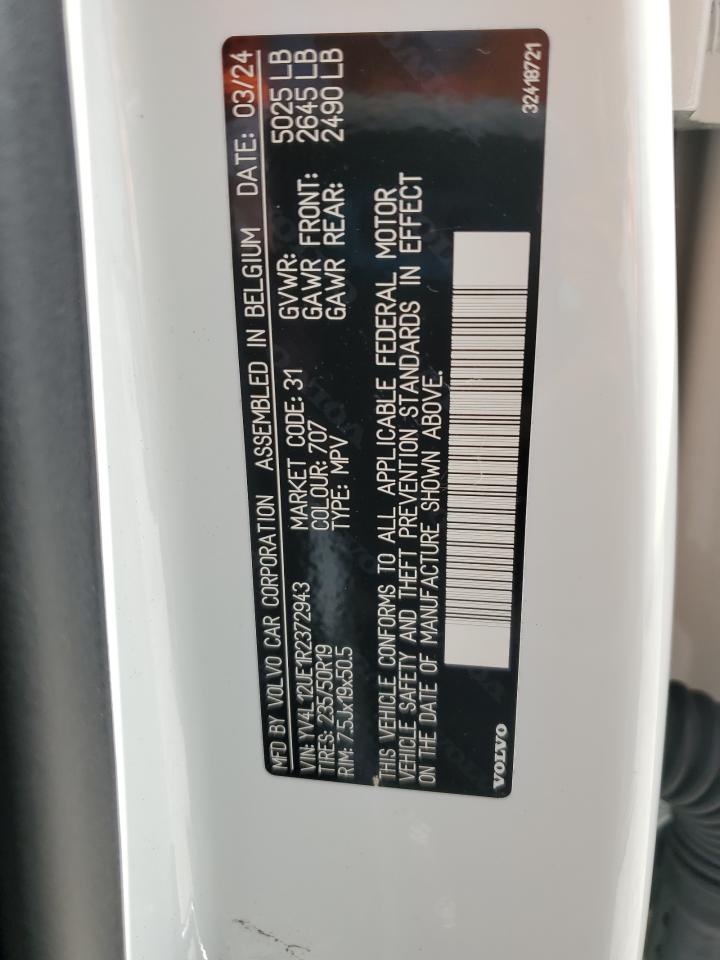 MFD BY VOLVO CAR CORPORATION ASSEMBLED IN BELGIUM DATE: 03/24
VIN: YV4L12UE1R2372943 MARKET CODE: 31 GVWR: 5025 LB
TIRES: 235/50R19 COLOUR: 707 GAWR FRONT: 2645 LB
RIM: 7.5Jx19x50.5 TYPE: MPV GAWR REAR: 2490 LB
THIS VEHICLE CONFORMS TO ALL APPLICABLE FEDERAL MOTOR
VEHICLE SAFETY AND THEFT PREVENTION STANDARDS IN EFFECT
ON THE DATE OF MANUFACTURE SHOWN ABOVE.
VOLVO 32418721